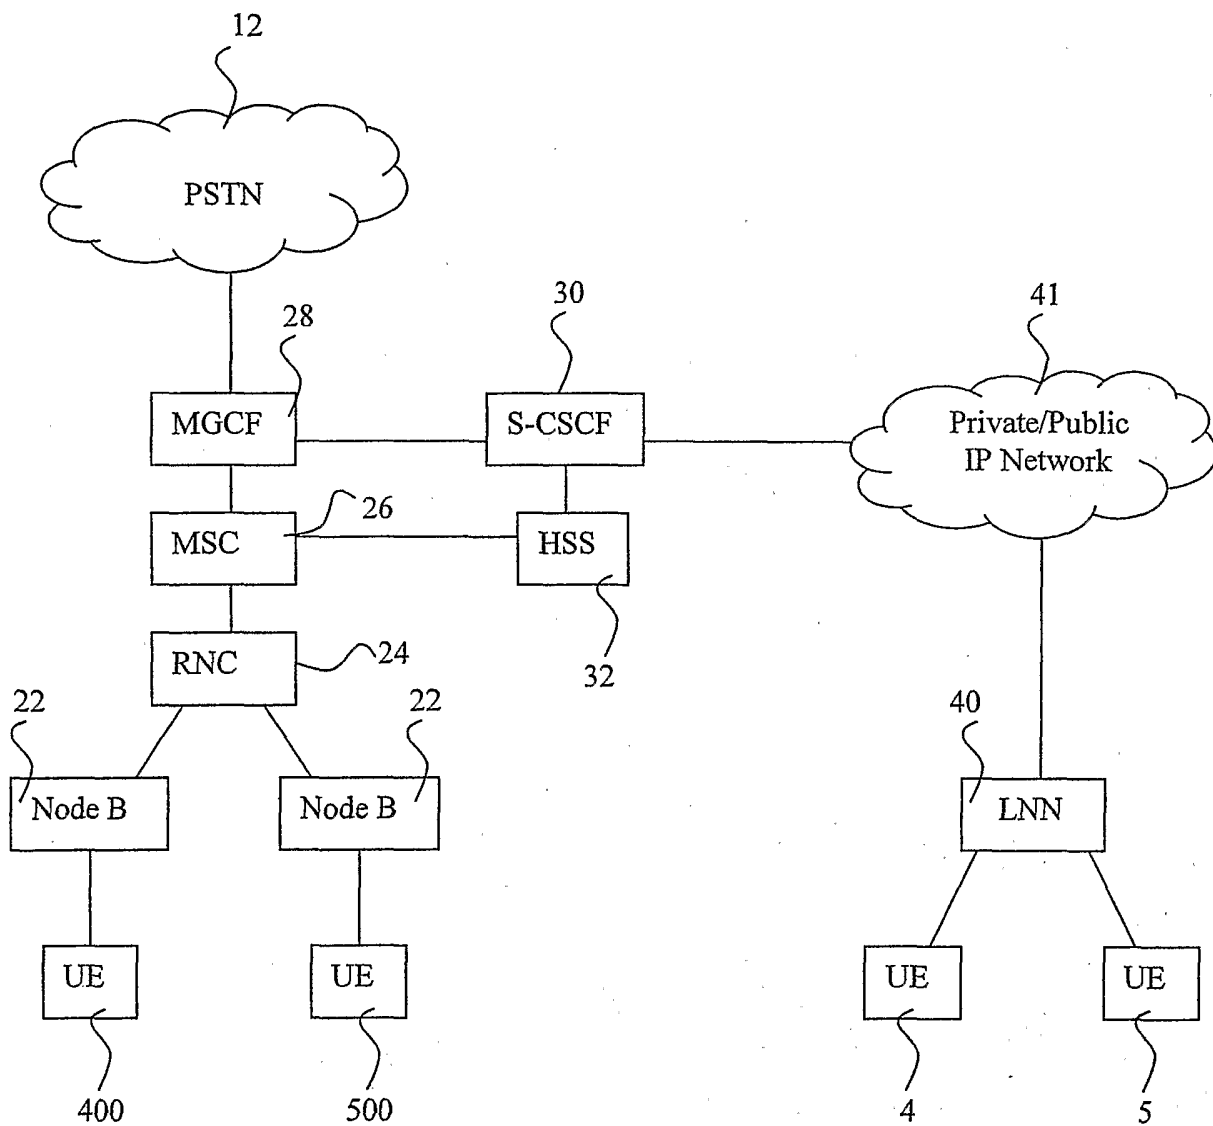 12
PSTN
28
30
41
MGCF
S-CSCF
Private/Public
IP Network
26
MSC
HSS
RNC
24
32
22
22
40
Node B
Node B
LNN
UE
UE
UE
UE
400
500
4
5